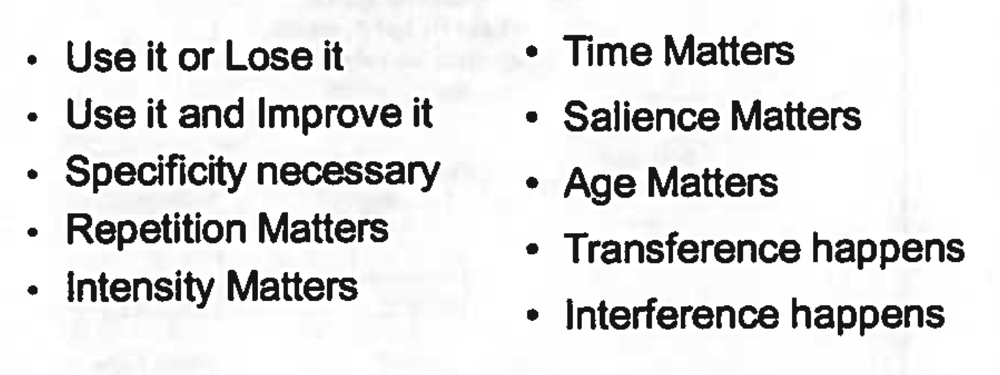 • Use it or Lose it
• Use it and Improve it
• Specificity necessary
• Repetition Matters
• Intensity Matters
• Time Matters
• Salience Matters
• Age Matters
• Transference happens
• Interference happens